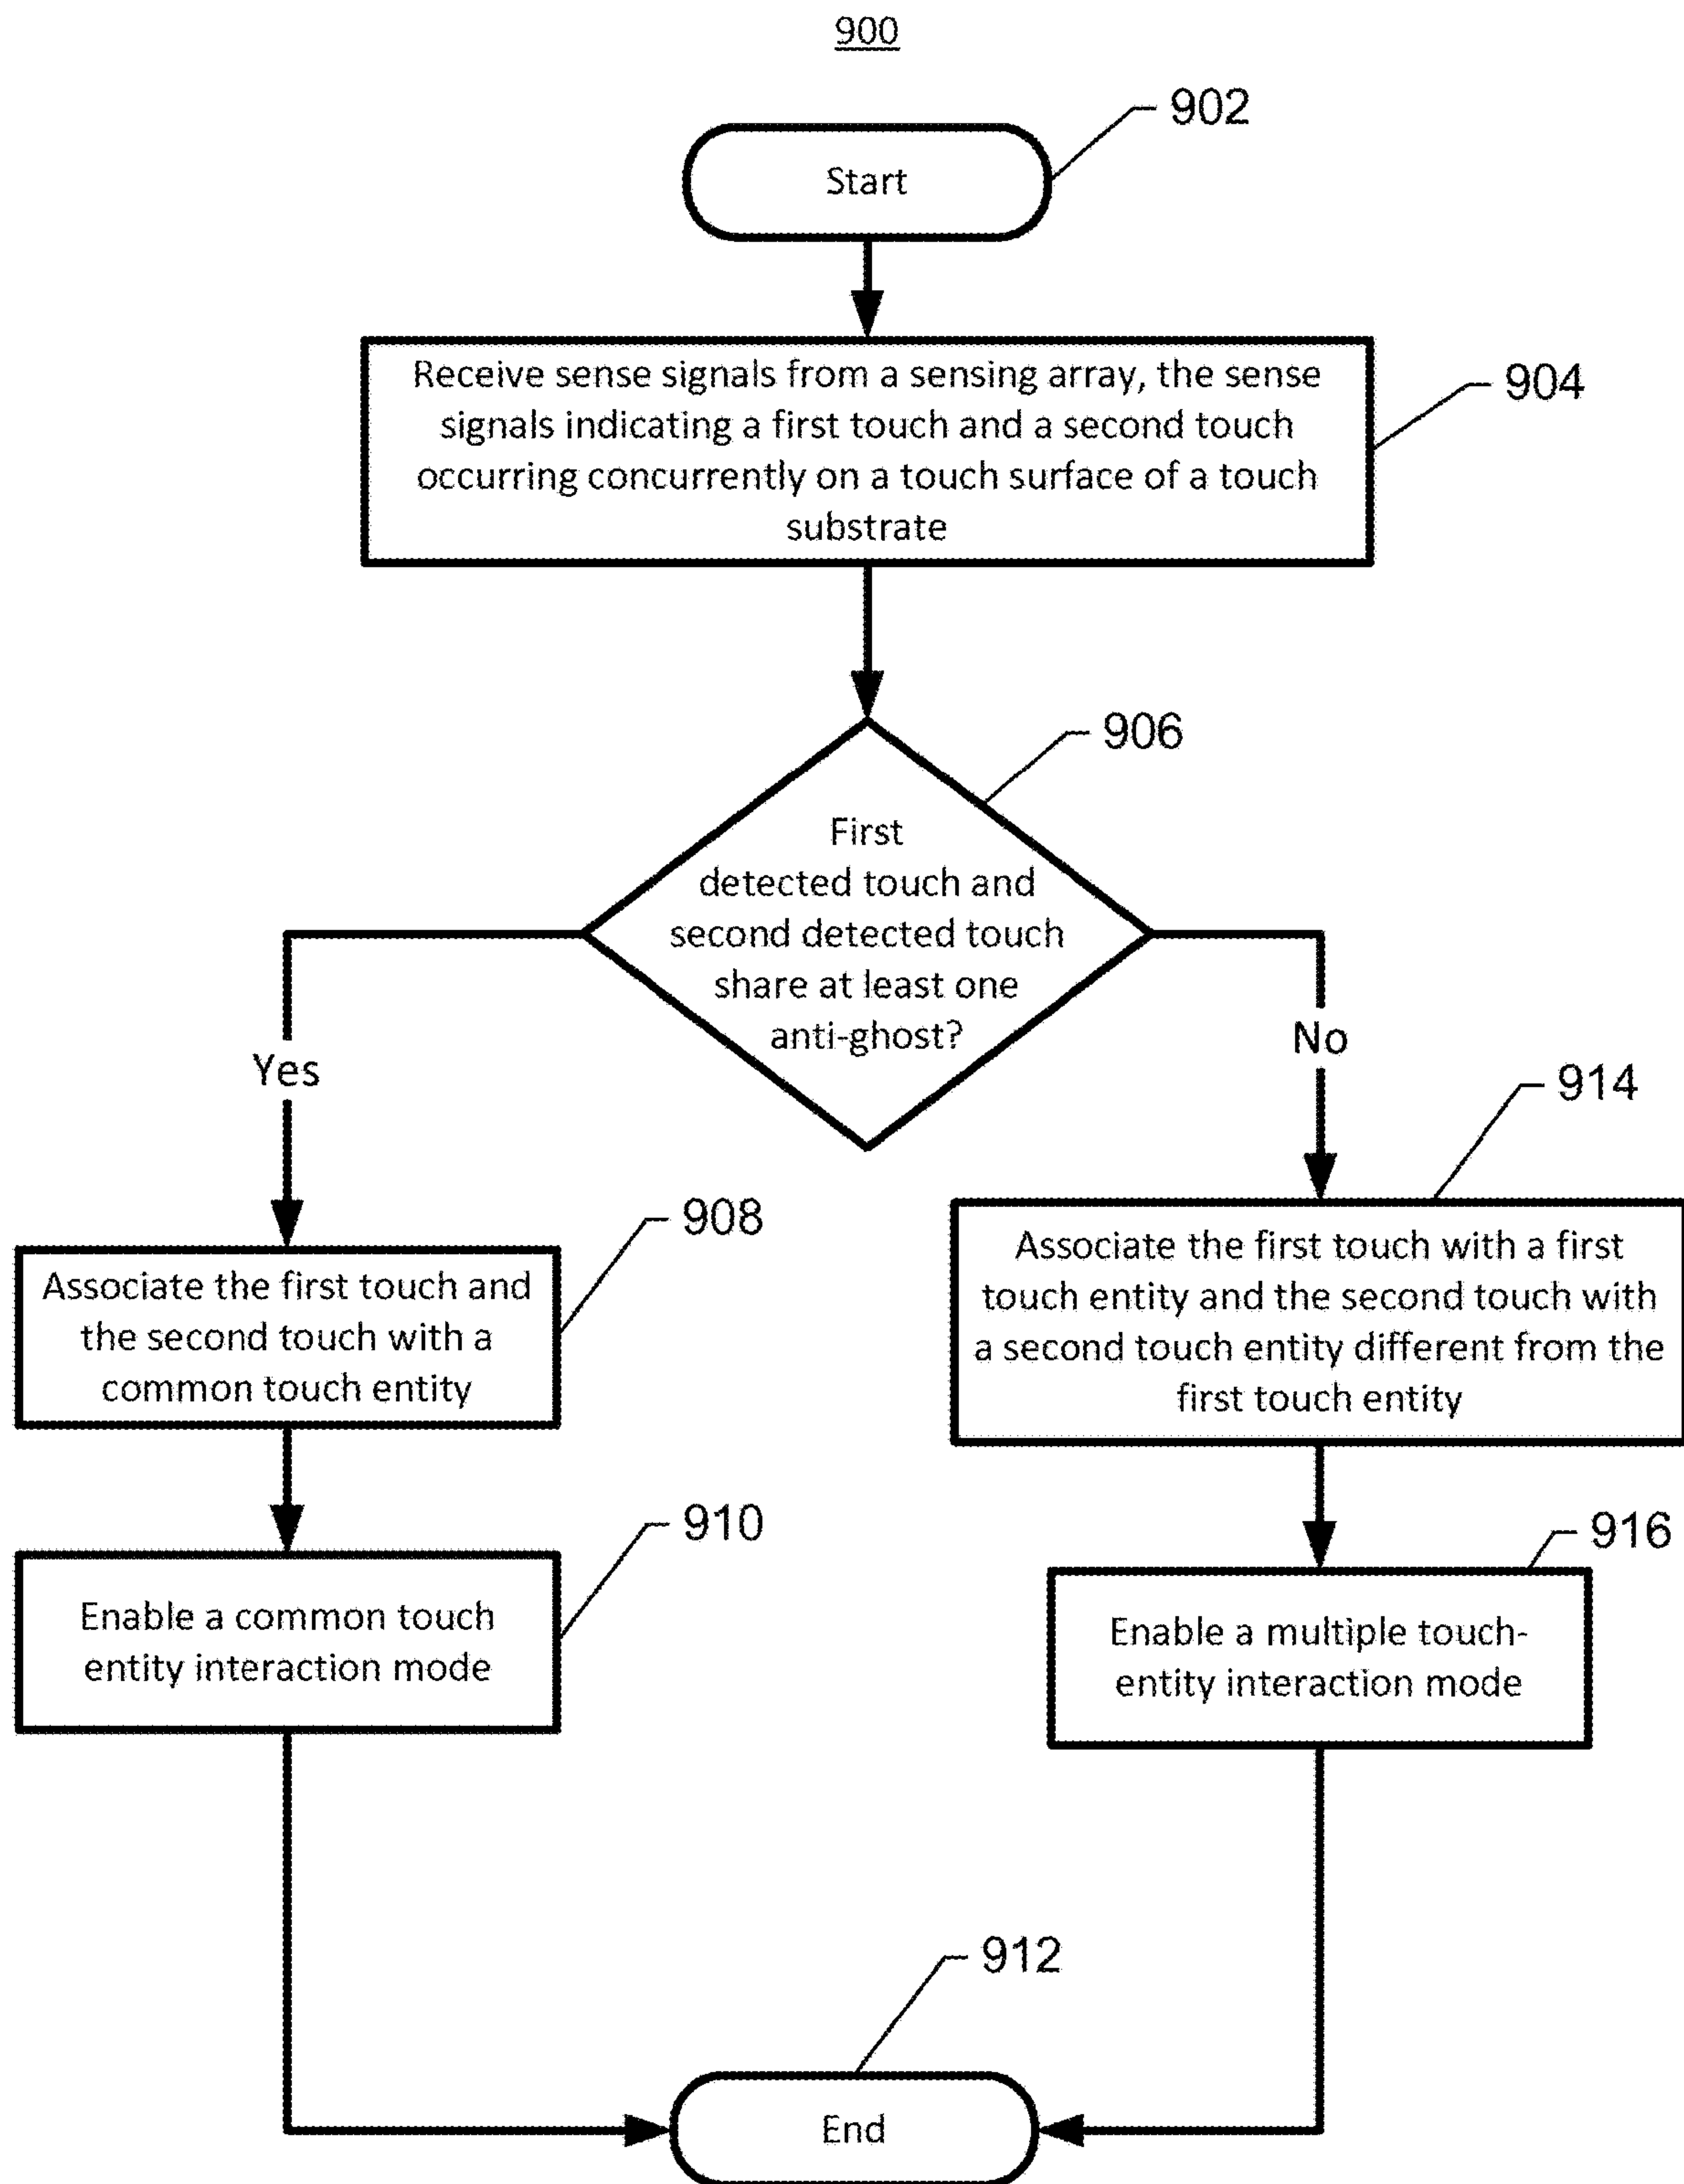 900
902
Start
Receive sense signals from a sensing array, the sense
signals indicating a first touch and a second touch
occurring concurrently on a touch surface of a touch
substrate
904
906
First
detected touch and
second detected touch
share at least one
anti-ghost?
Yes
No
908
Associate the first touch and
the second touch with a
common touch entity
914
Associate the first touch with a first
touch entity and the second touch with
a second touch entity different from the
first touch entity
910
Enable a common touch
entity interaction mode
916
Enable a multiple touch-
entity interaction mode
912
End